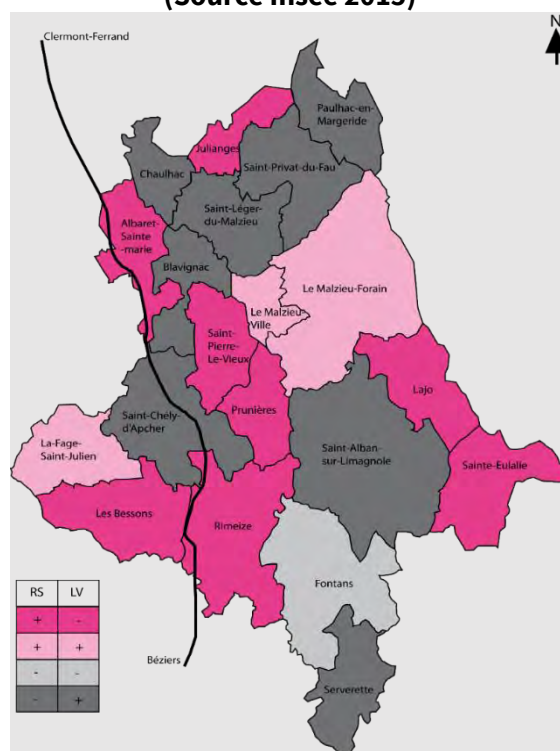 (Source Insee 2015)
Clermont-Ferrand
N
Paulhac-en-
Margeride
Julianges
Chaulhac
Saint-Privat-du-Fau
Saint-Léger-
du-Malzieu
Albaret-
Sainte
-marie
Blavignac
Le Malzieu-Forain
Le Malzieu-
Ville
Saint-
Pierre-
Le-Vieux
Lajo
Prunières
Saint-Chély-
d'Apcher
La-Fage-
Saint-Julien
Saint-Alban-
sur-Limagnole
Sainte-Eulalie
Les Bessons
Rimeize
Fontans
RS LV
+ -
+ +
- -
- +
Béziers
Serverette